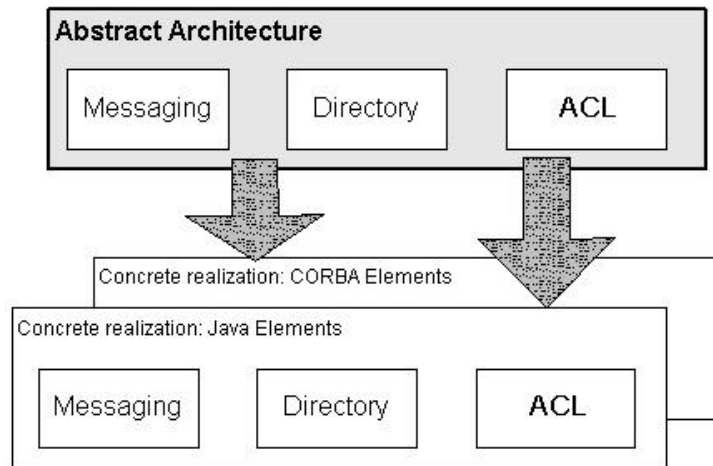 Abstract Architecture
Messaging Directory ACL
Concrete realization: CORBA Elements
Concrete realization: Java Elements
Messaging Directory ACL